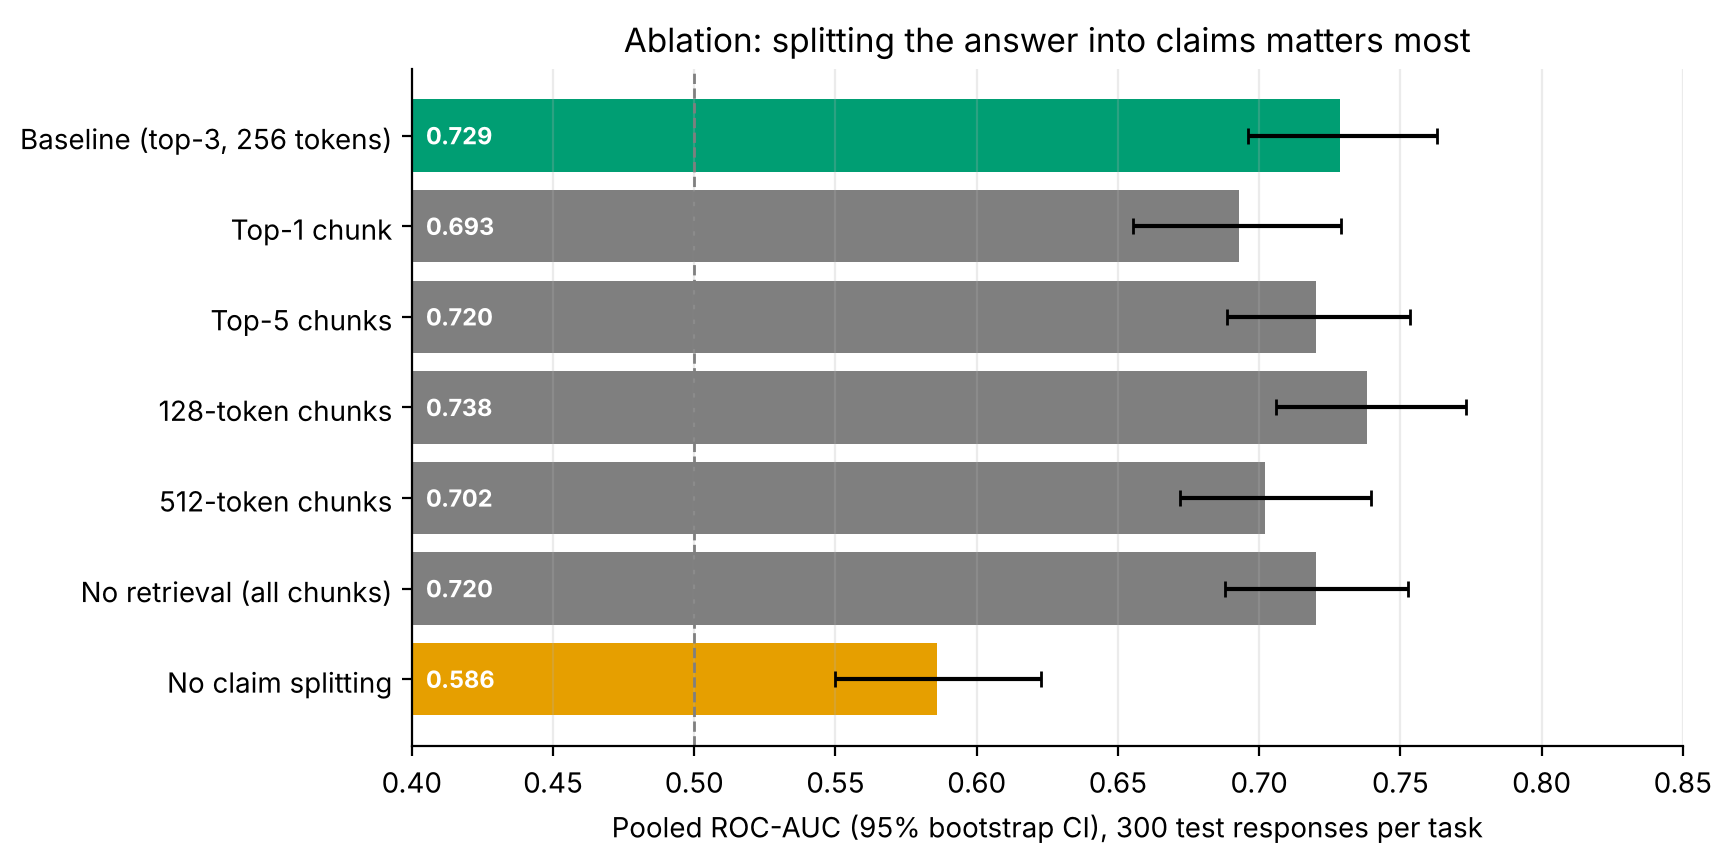 Ablation: splitting the answer into claims matters most
Baseline (top-3, 256 tokens) 0.729
Top-1 chunk 0.693
Top-5 chunks 0.720
128-token chunks 0.738
512-token chunks 0.702
No retrieval (all chunks) 0.720
No claim splitting 0.586
0.40 0.45 0.50 0.55 0.60 0.65 0.70 0.75 0.80 0.85
Pooled ROC-AUC (95% bootstrap CI), 300 test responses per task